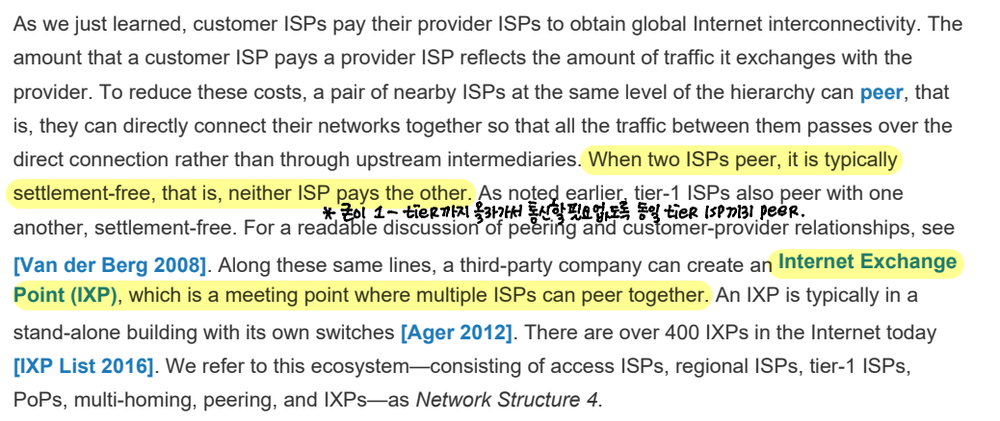 As we just learned, customer ISPs pay their provider ISPs to obtain global Internet interconnectivity. The
amount that a customer ISP pays a provider ISP reflects the amount of traffic it exchanges with the
provider. To reduce these costs, a pair of nearby ISPs at the same level of the hierarchy can peer, that
is, they can directly connect their networks together so that all the traffic between them passes over the
direct connection rather than through upstream intermediaries. When two ISPs peer, it is typically
settlement-free, that is, neither ISP pays the other. As noted earlier, tier-1 ISPs also peer with one
* 굳이 1-tier까지 올라가서 통신할 필요없도록 동일 tier ISP끼리 peer.
another, settlement-free. For a readable discussion of peering and customer-provider relationships, see
[Van der Berg 2008]. Along these same lines, a third-party company can create an Internet Exchange
Point (IXP), which is a meeting point where multiple ISPs can peer together. An IXP is typically in a
stand-alone building with its own switches [Ager 2012]. There are over 400 IXPs in the Internet today
[IXP List 2016]. We refer to this ecosystem—consisting of access ISPs, regional ISPs, tier-1 ISPs,
PoPs, multi-homing, peering, and IXPs—as Network Structure 4.